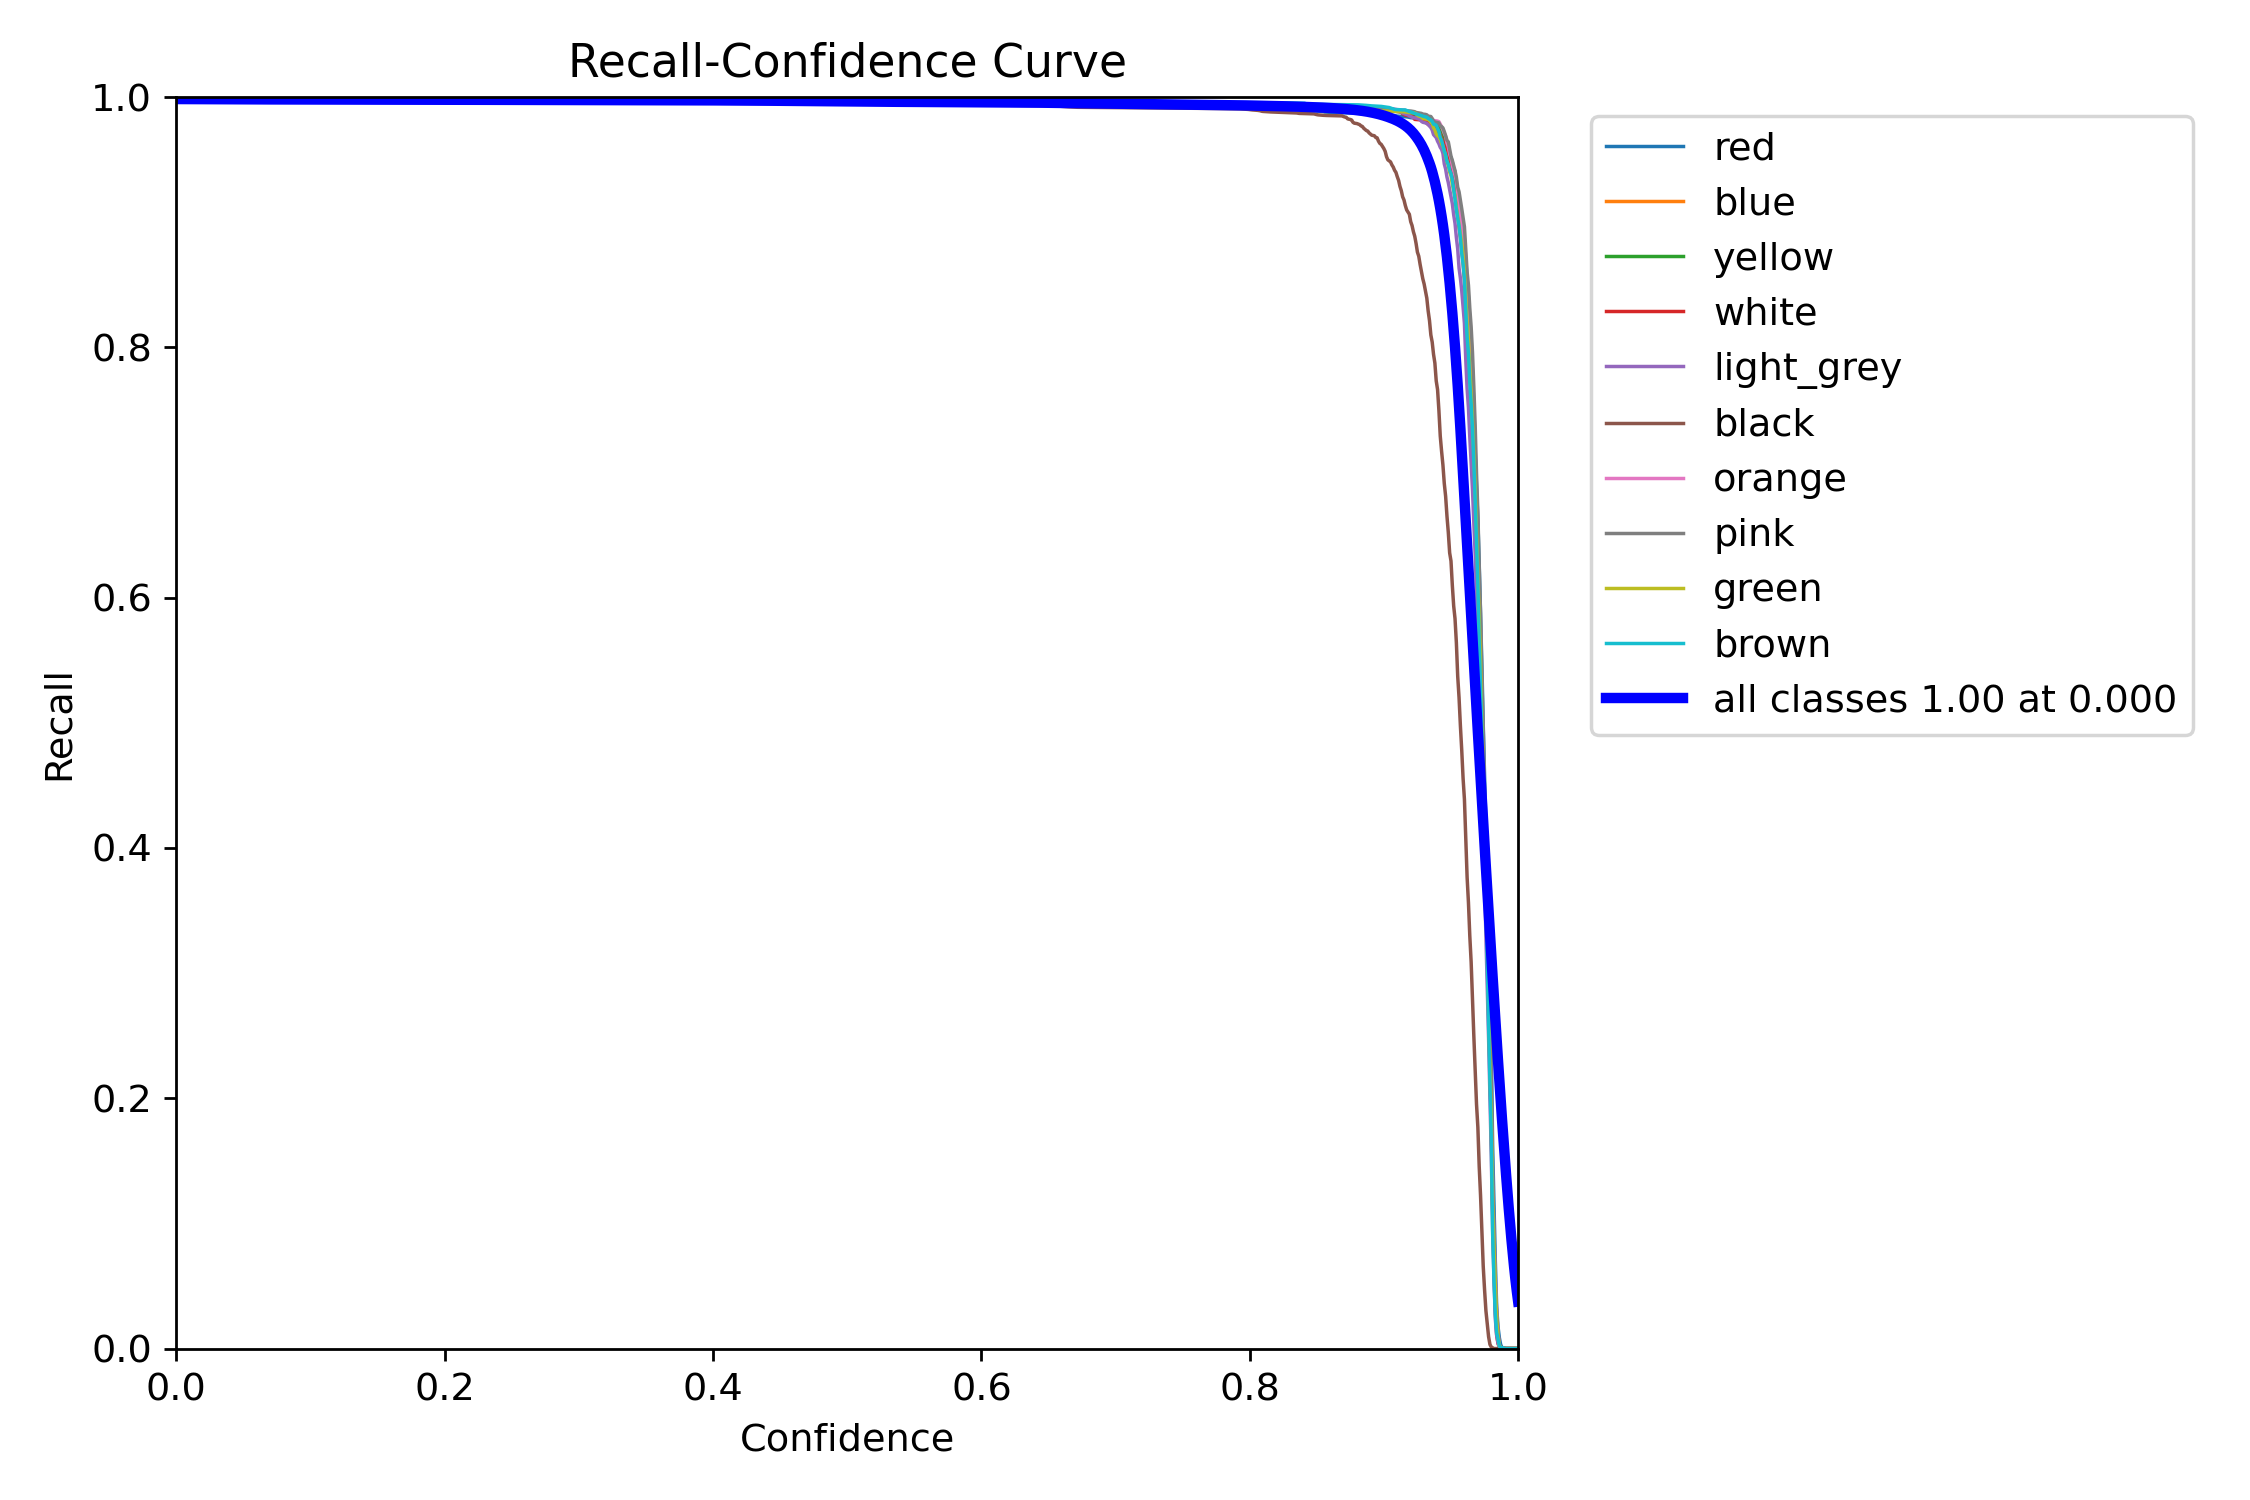 Recall-Confidence Curve
1.0
0.8
0.6
0.4
0.2
0.0
Recall
0.0 0.2 0.4 0.6 0.8 1.0
Confidence
red
blue
yellow
white
light_grey
black
orange
pink
green
brown
all classes 1.00 at 0.000